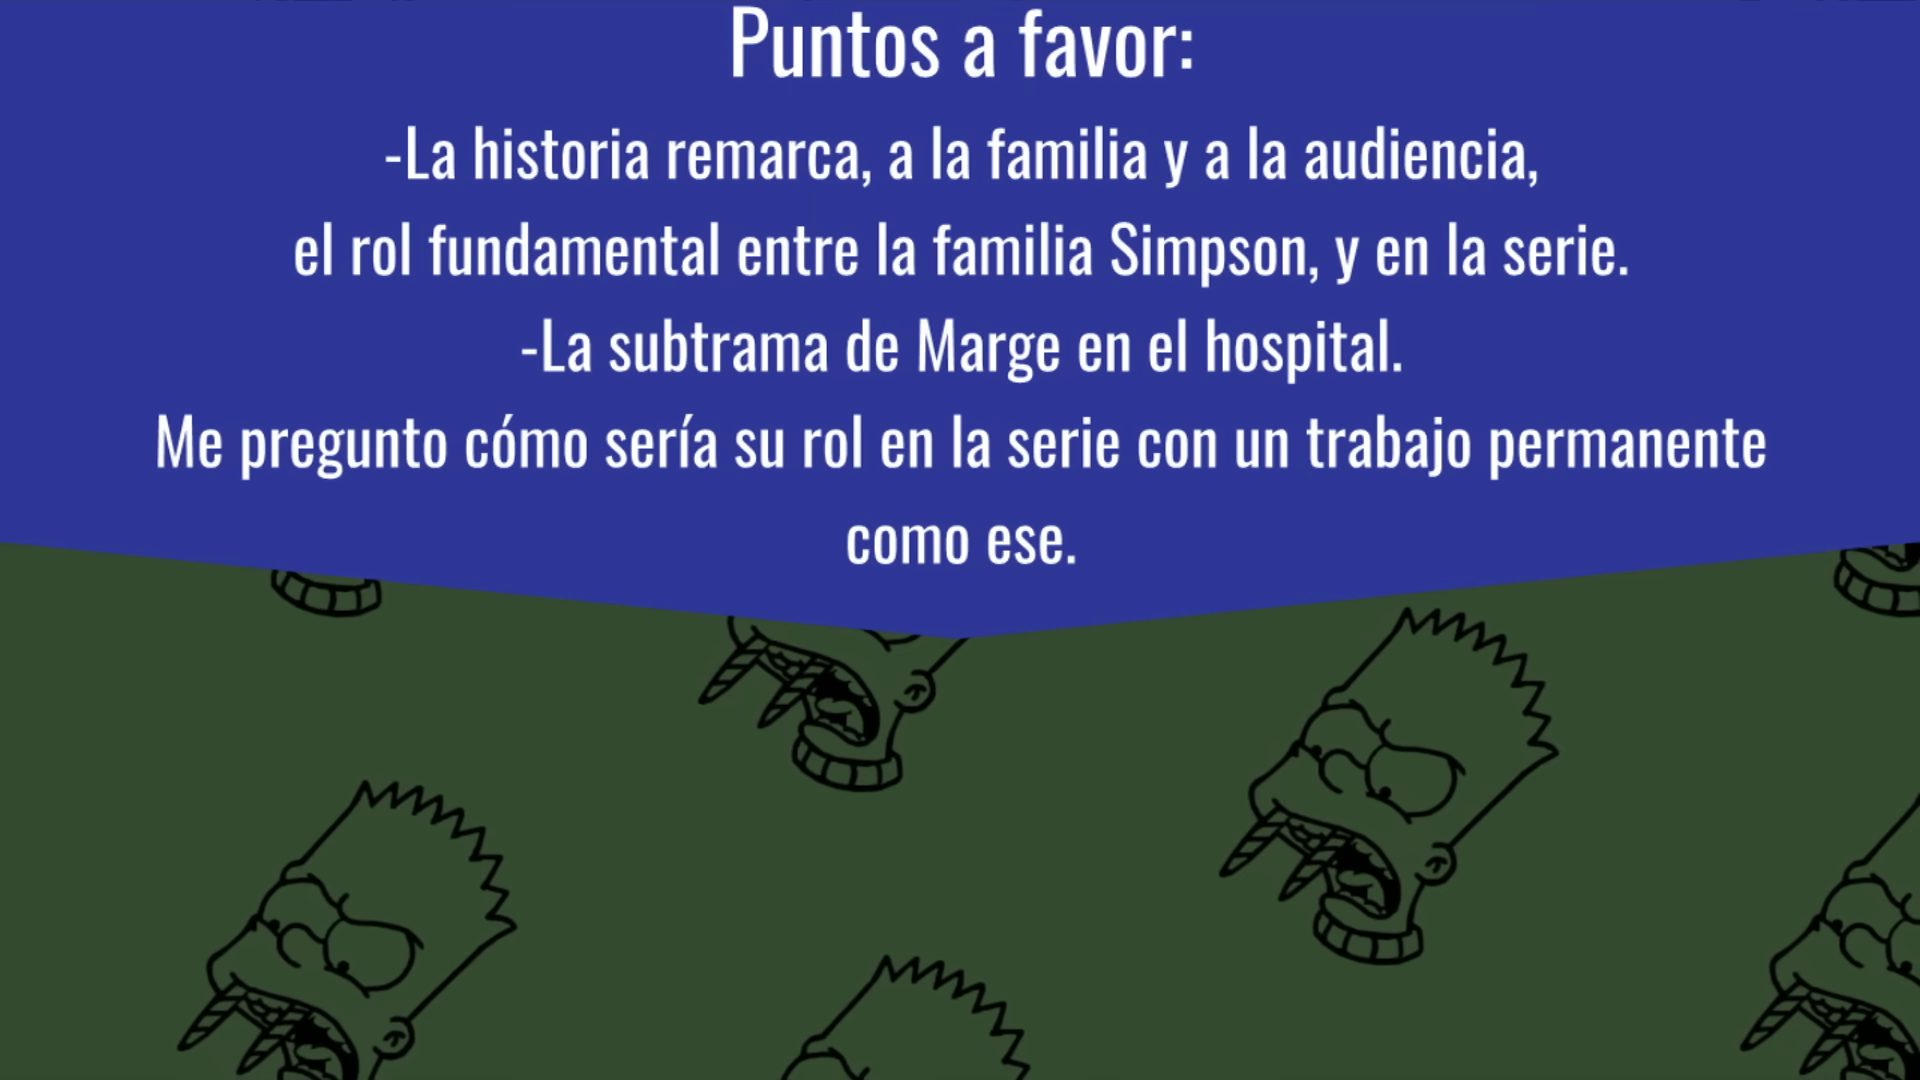 Puntos a favor:
-La historia remarca, a la familia y a la audiencia,
el rol fundamental entre la familia Simpson, y en la serie.
-La subtrama de Marge en el hospital.
Me pregunto cómo sería su rol en la serie con un trabajo permanente
como ese.